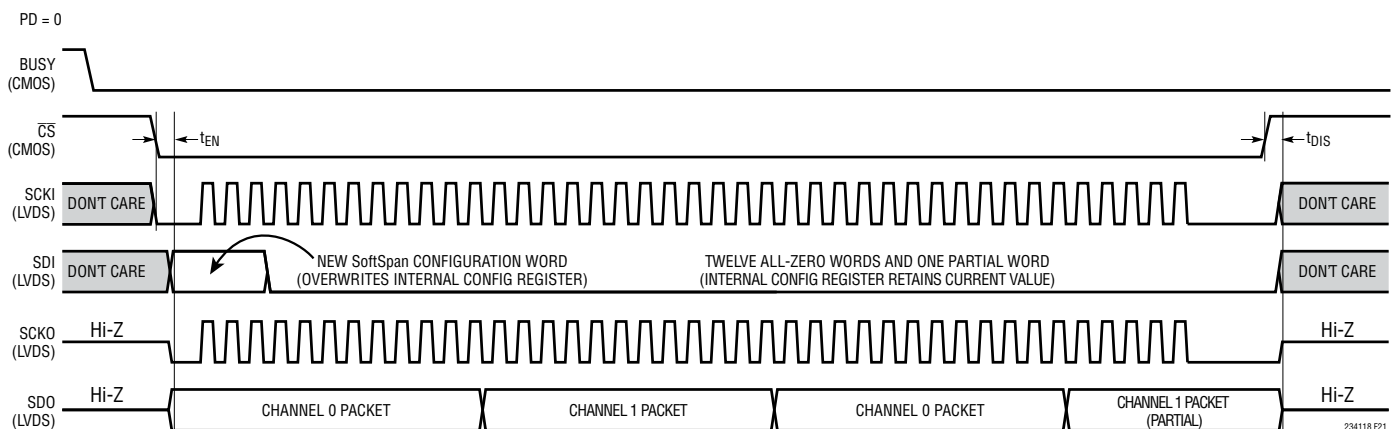 PD = 0
BUSY
(CMOS)
CS
(CMOS)
tEN
tDIS
SCKI
(LVDS)
DON'T CARE
DON'T CARE
SDI
(LVDS)
DON'T CARE
NEW SoftSpan CONFIGURATION WORD
(OVERWRITES INTERNAL CONFIG REGISTER)
TWELVE ALL-ZERO WORDS AND ONE PARTIAL WORD
(INTERNAL CONFIG REGISTER RETAINS CURRENT VALUE)
DON'T CARE
SCKO
(LVDS)
Hi-Z
Hi-Z
SDO
(LVDS)
Hi-Z
CHANNEL 0 PACKET
CHANNEL 1 PACKET
CHANNEL 0 PACKET
CHANNEL 1 PACKET
(PARTIAL)
Hi-Z
234118 F21